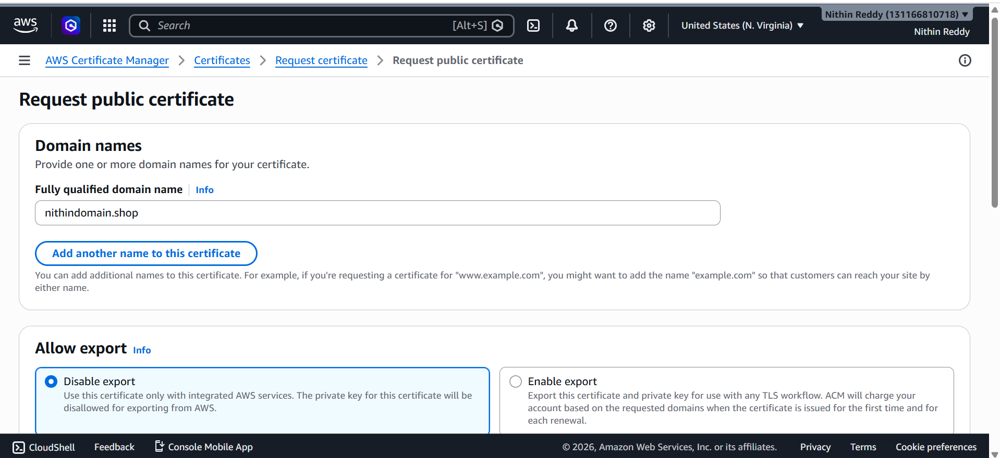 aws
Search
[Alt+S]
United States (N. Virginia)
Nithin Reddy (131166810718)
Nithin Reddy
AWS Certificate Manager
Certificates
Request certificate
Request public certificate
Request public certificate
Domain names
Provide one or more domain names for your certificate.
Fully qualified domain name
Info
nithindomain.shop
Add another name to this certificate
You can add additional names to this certificate. For example, if you're requesting a certificate for "www.example.com", you might want to add the name "example.com" so that customers can reach your site by
either name.
Allow export
Info
Disable export
Use this certificate only with integrated AWS services. The private key for this certificate will be
disallowed for exporting from AWS.
Enable export
Export this certificate and private key for use with any TLS workflow. ACM will charge your
account based on the requested domains when the certificate is issued for the first time and for
each renewal.
CloudShell
Feedback
Console Mobile App
© 2026, Amazon Web Services, Inc. or its affiliates.
Privacy
Terms
Cookie preferences